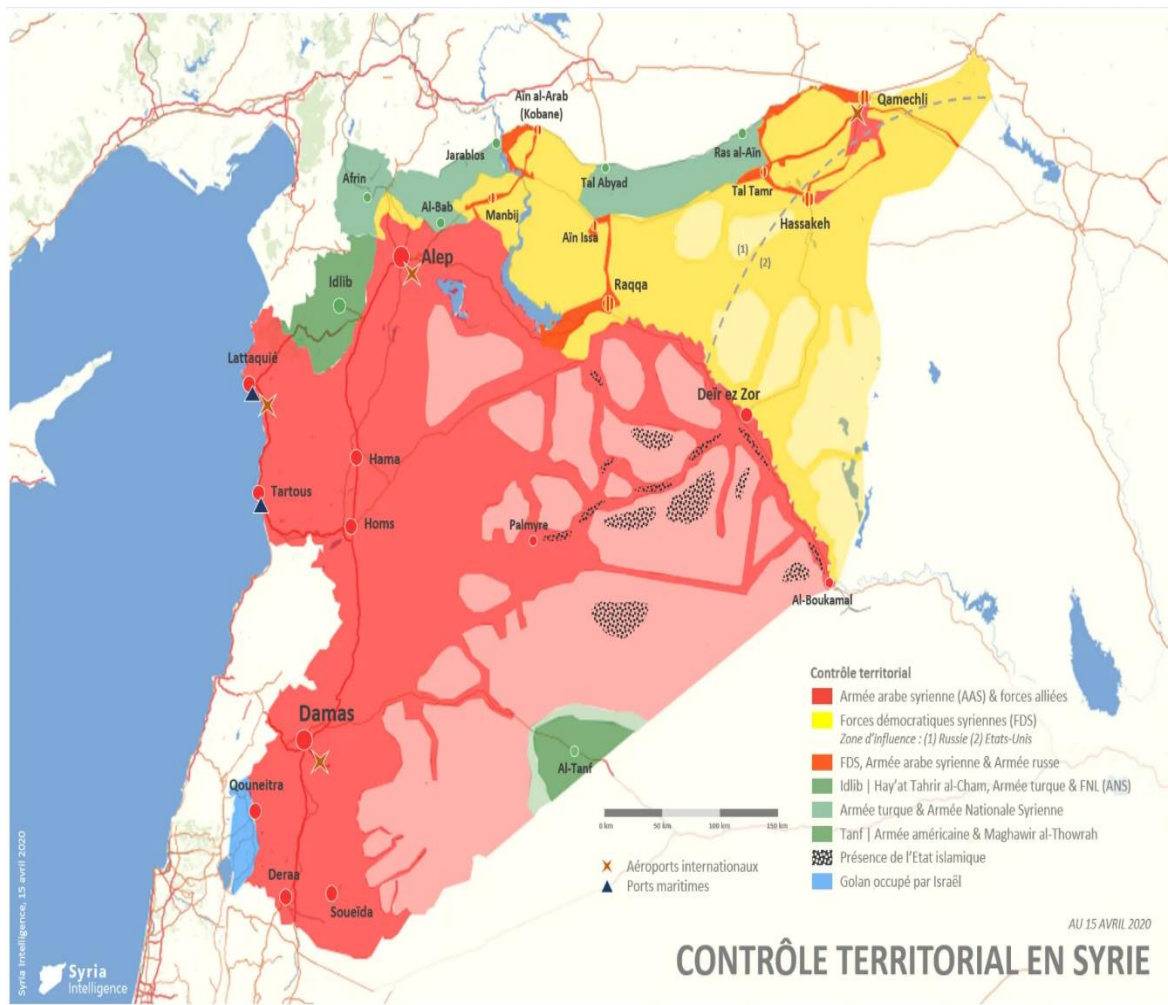 Aïn al-Arab
(Kobane)
Qamechli
Jarablos
Ras al-Aïn
Afrin
Tal Abyad
Tal Tamr
Al-Bab
Manbij
Hassakeh
Aïn Issa
(1)
(2)
Alep
Idlib
Raqqa
Lattaquié
Deïr ez Zor
Hama
Tartous
Homs
Palmyre
Al-Boukamal
Damas
Al-Tanf
Qouneitra
Deraa
Soueïda
Contrôle territorial
Armée arabe syrienne (AAS) & forces alliées
Forces démocratiques syriennes (FDS)
Zone d'influence : (1) Russie (2) Etats-Unis
FDS, Armée arabe syrienne & Armée russe
Idlib | Hay'at Tahrir al-Cham, Armée turque & FNL (ANS)
Armée turque & Armée Nationale Syrienne
Tanf | Armée américaine & Maghawir al-Thowrah
Présence de l'Etat islamique
Golan occupé par Israël
0 km 50 km 100 km 150 km
Aéroports internationaux
Ports maritimes
AU 15 AVRIL 2020
CONTRÔLE TERRITORIAL EN SYRIE
Syria Intelligence, 15 avril 2020
Syria
Intelligence